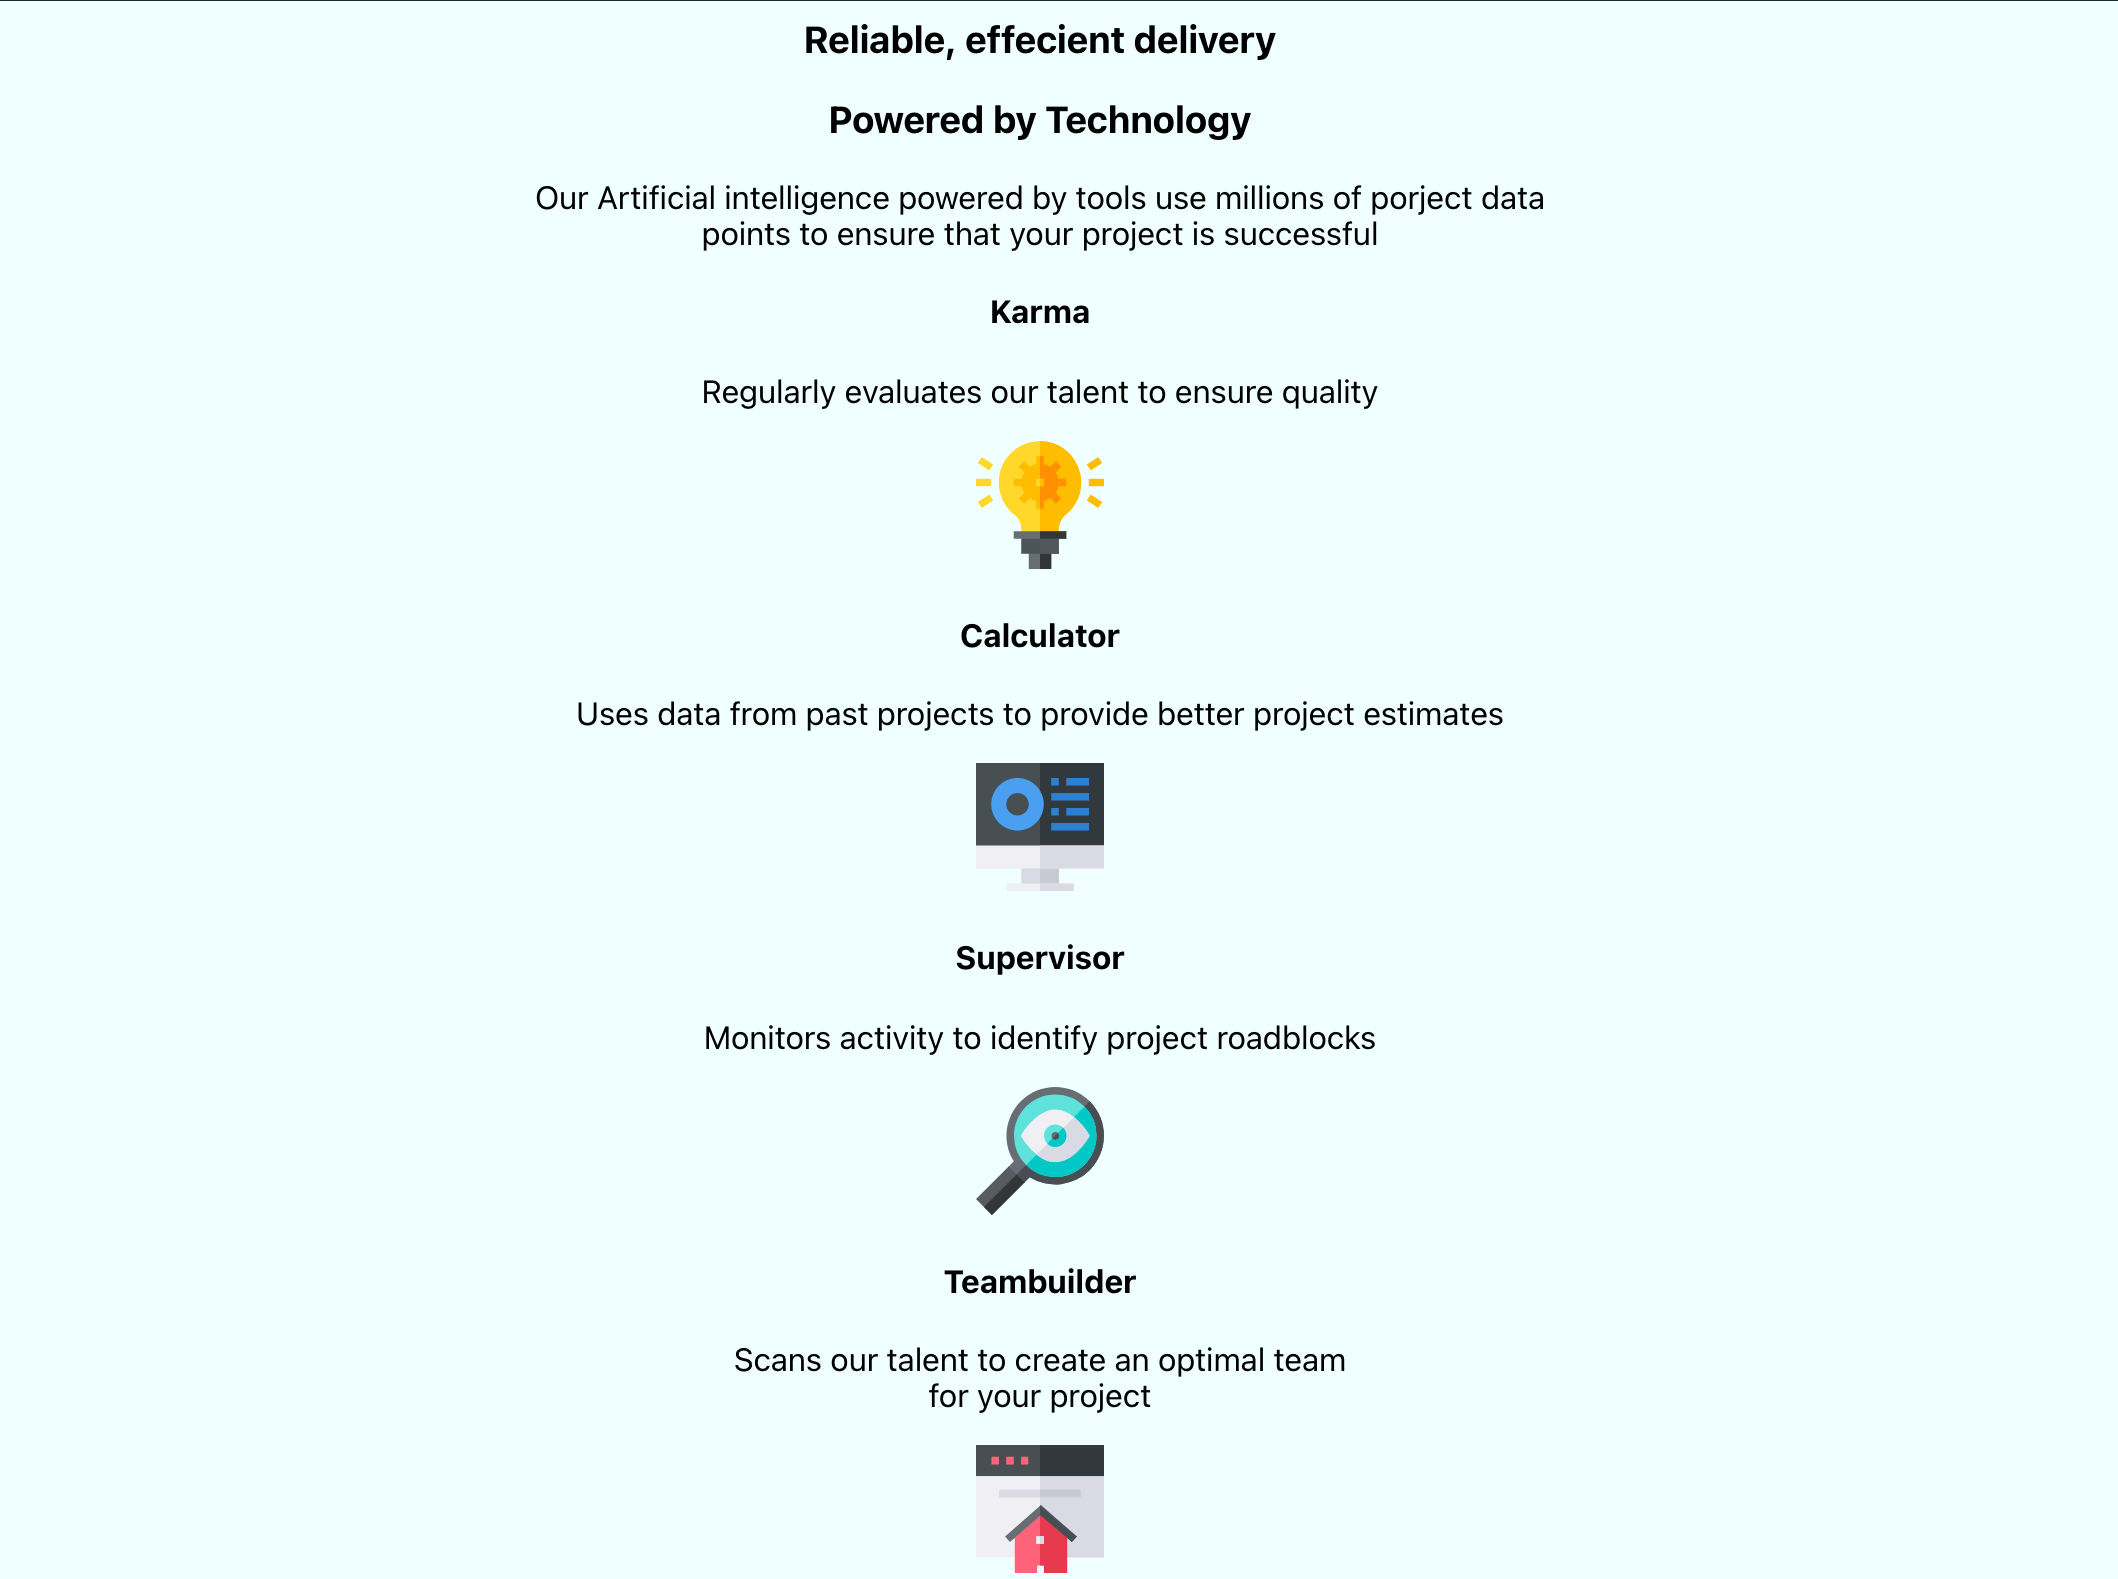 Reliable, effecient delivery
Powered by Technology
Our Artificial intelligence powered by tools use millions of porject data
points to ensure that your project is successful
Karma
Regularly evaluates our talent to ensure quality
Calculator
Uses data from past projects to provide better project estimates
Supervisor
Monitors activity to identify project roadblocks
Teambuilder
Scans our talent to create an optimal team
for your project